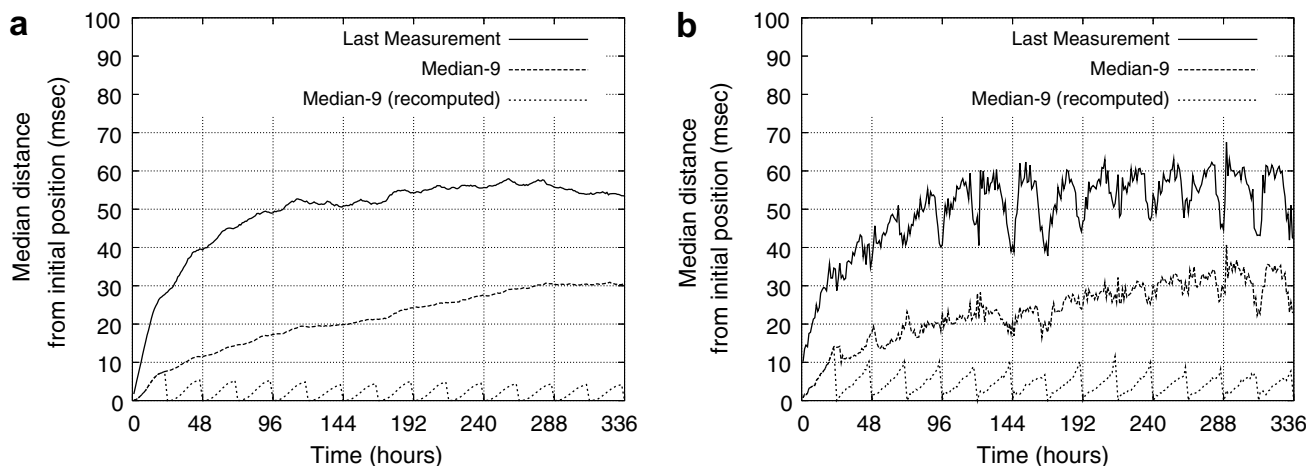 a
Median distance
from initial position (msec)
100
90
80
70
60
50
40
30
20
10
0
Last Measurement
Median-9
Median-9 (recomputed)
0 48 96 144 192 240 288 336
Time (hours)
b
Median distance
from initial position (msec)
100
90
80
70
60
50
40
30
20
10
0
Last Measurement
Median-9
Median-9 (recomputed)
0 48 96 144 192 240 288 336
Time (hours)